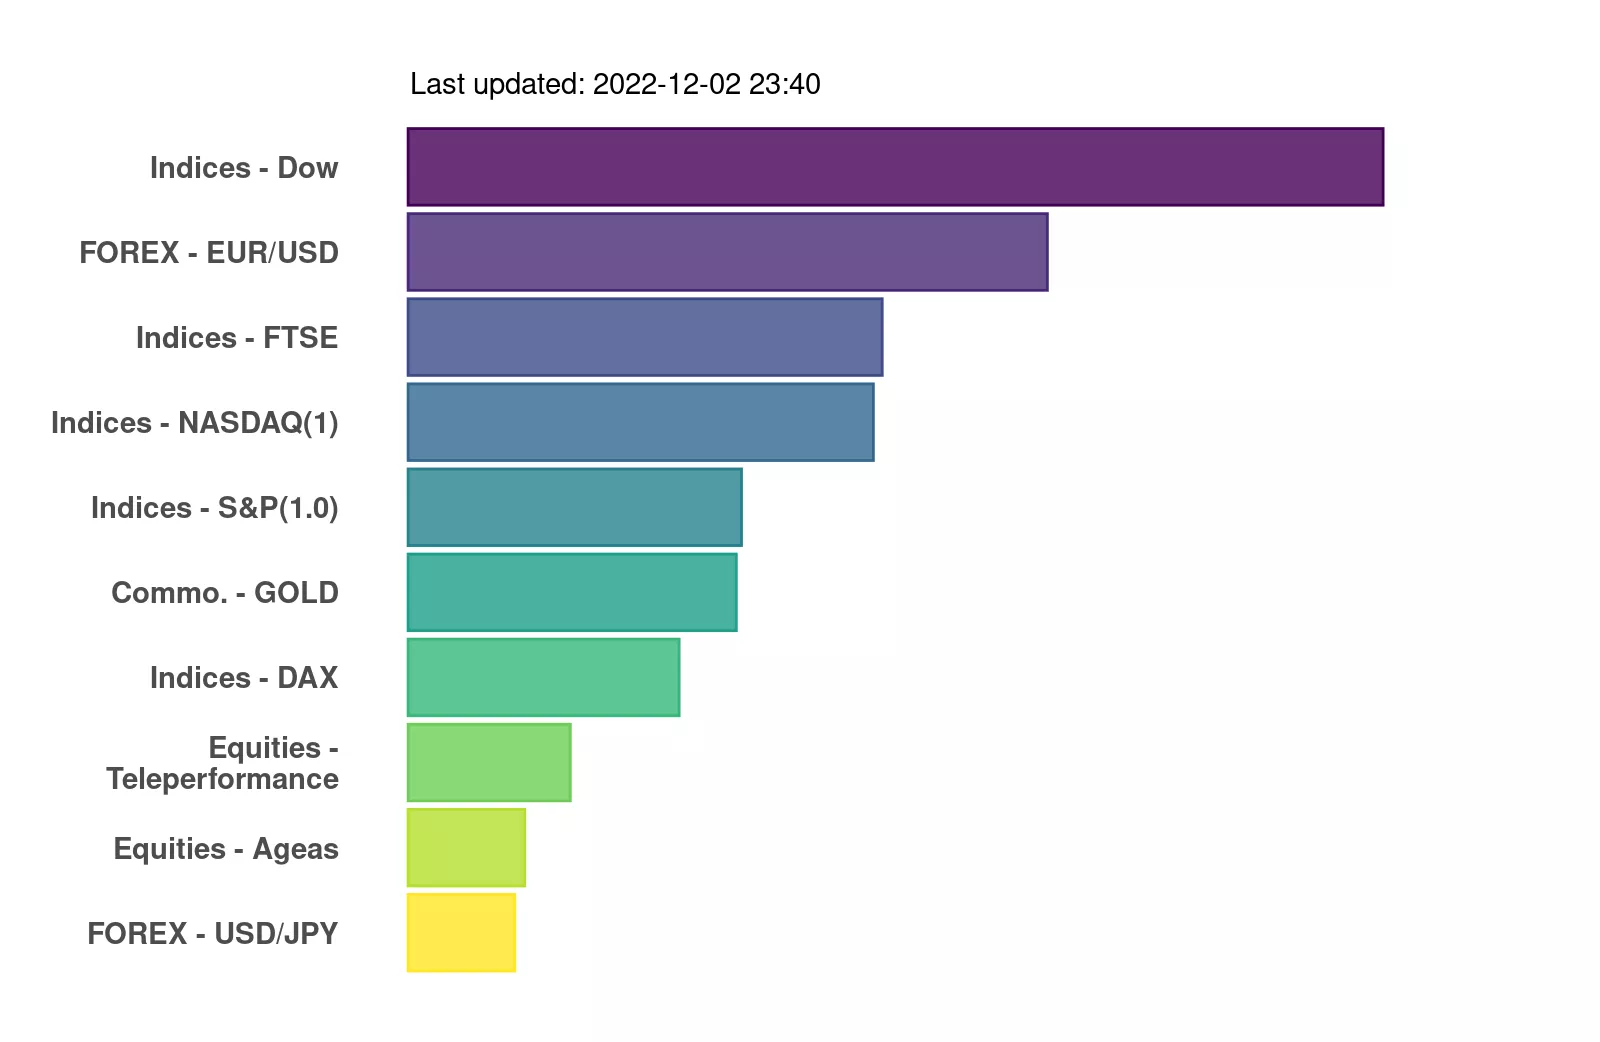 Last updated: 2022-12-02 23:40
Indices - Dow
FOREX - EUR/USD
Indices - FTSE
Indices - NASDAQ(1)
Indices - S&P(1.0)
Commo. - GOLD
Indices - DAX
Equities -
Teleperformance
Equities - Ageas
FOREX - USD/JPY